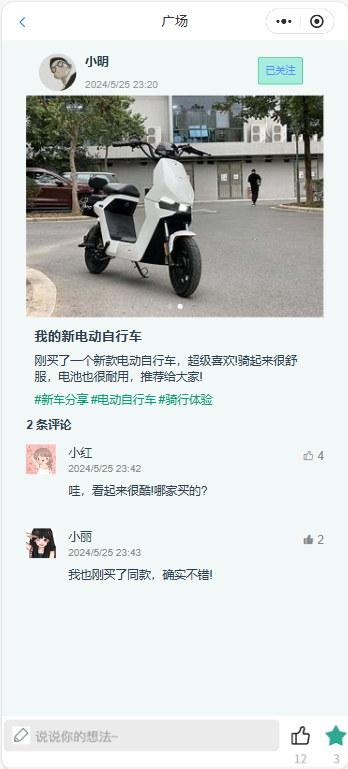 广场
小明
已关注
2024/5/25 23:20
我的新电动自行车
刚买了一个新款电动自行车，超级喜欢!骑起来很舒
服，电池也很耐用，推荐给大家!
#新车分享 #电动自行车 #骑行体验
2 条评论
小红
4
2024/5/25 23:42
哇，看起来很酷!哪家买的?
小丽
2
2024/5/25 23:43
我也刚买了同款，确实不错!
说说你的想法~
12
3